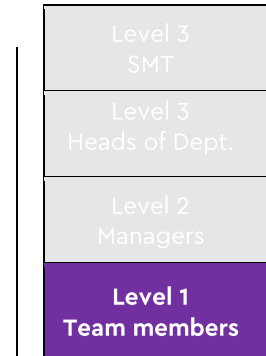 Level 3
SMT
Level 3
Heads of Dept.
Level 2
Managers
Level 1
Team members